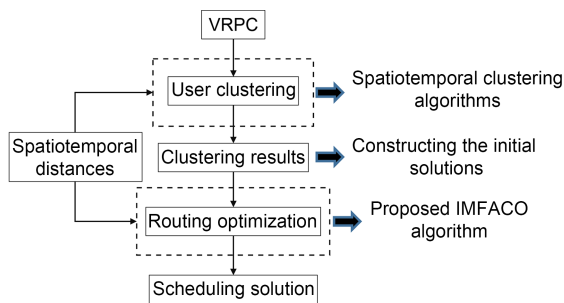 VRPC
User clustering
Spatiotemporal clustering
algorithms
Spatiotemporal
distances
Clustering results
Constructing the initial
solutions
Routing optimization
Proposed IMFACO
algorithm
Scheduling solution